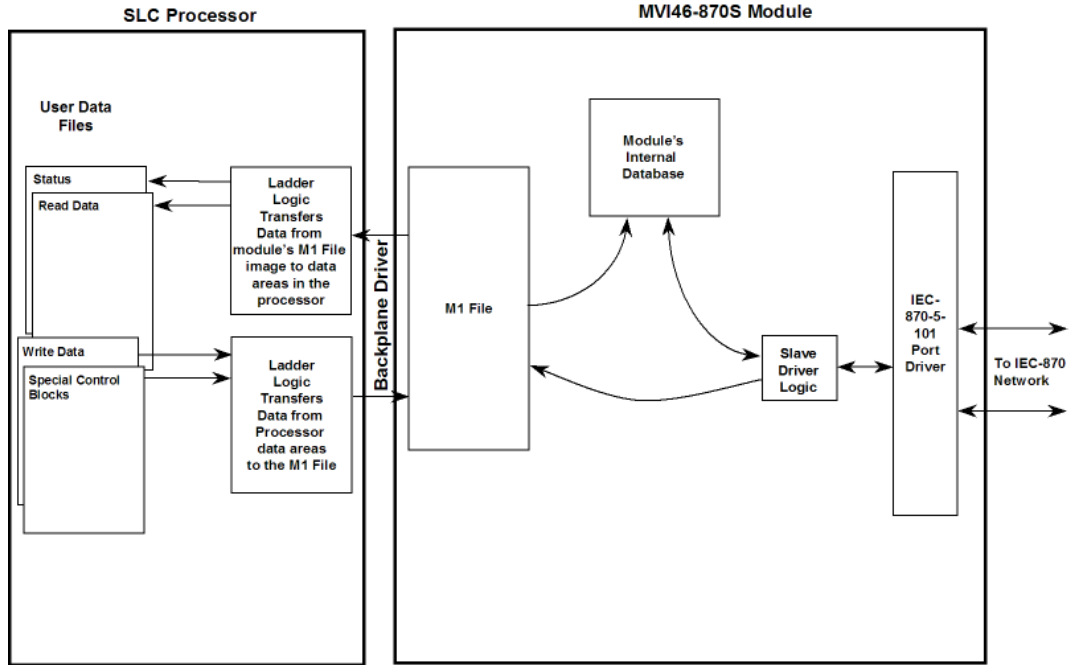 SLC Processor
MVI46-870S Module
User Data
Files
Status
Read Data
Ladder
Logic
Transfers
Data from
module's M1 File
image to data
areas in the
processor
Write Data
Special Control
Blocks
Ladder
Logic
Transfers
Data from
Processor
data areas
to the M1 File
Backplane Driver
M1 File
Module's
Internal
Database
Slave
Driver
Logic
IEC-
870-5-
101
Port
Driver
To IEC-870
Network